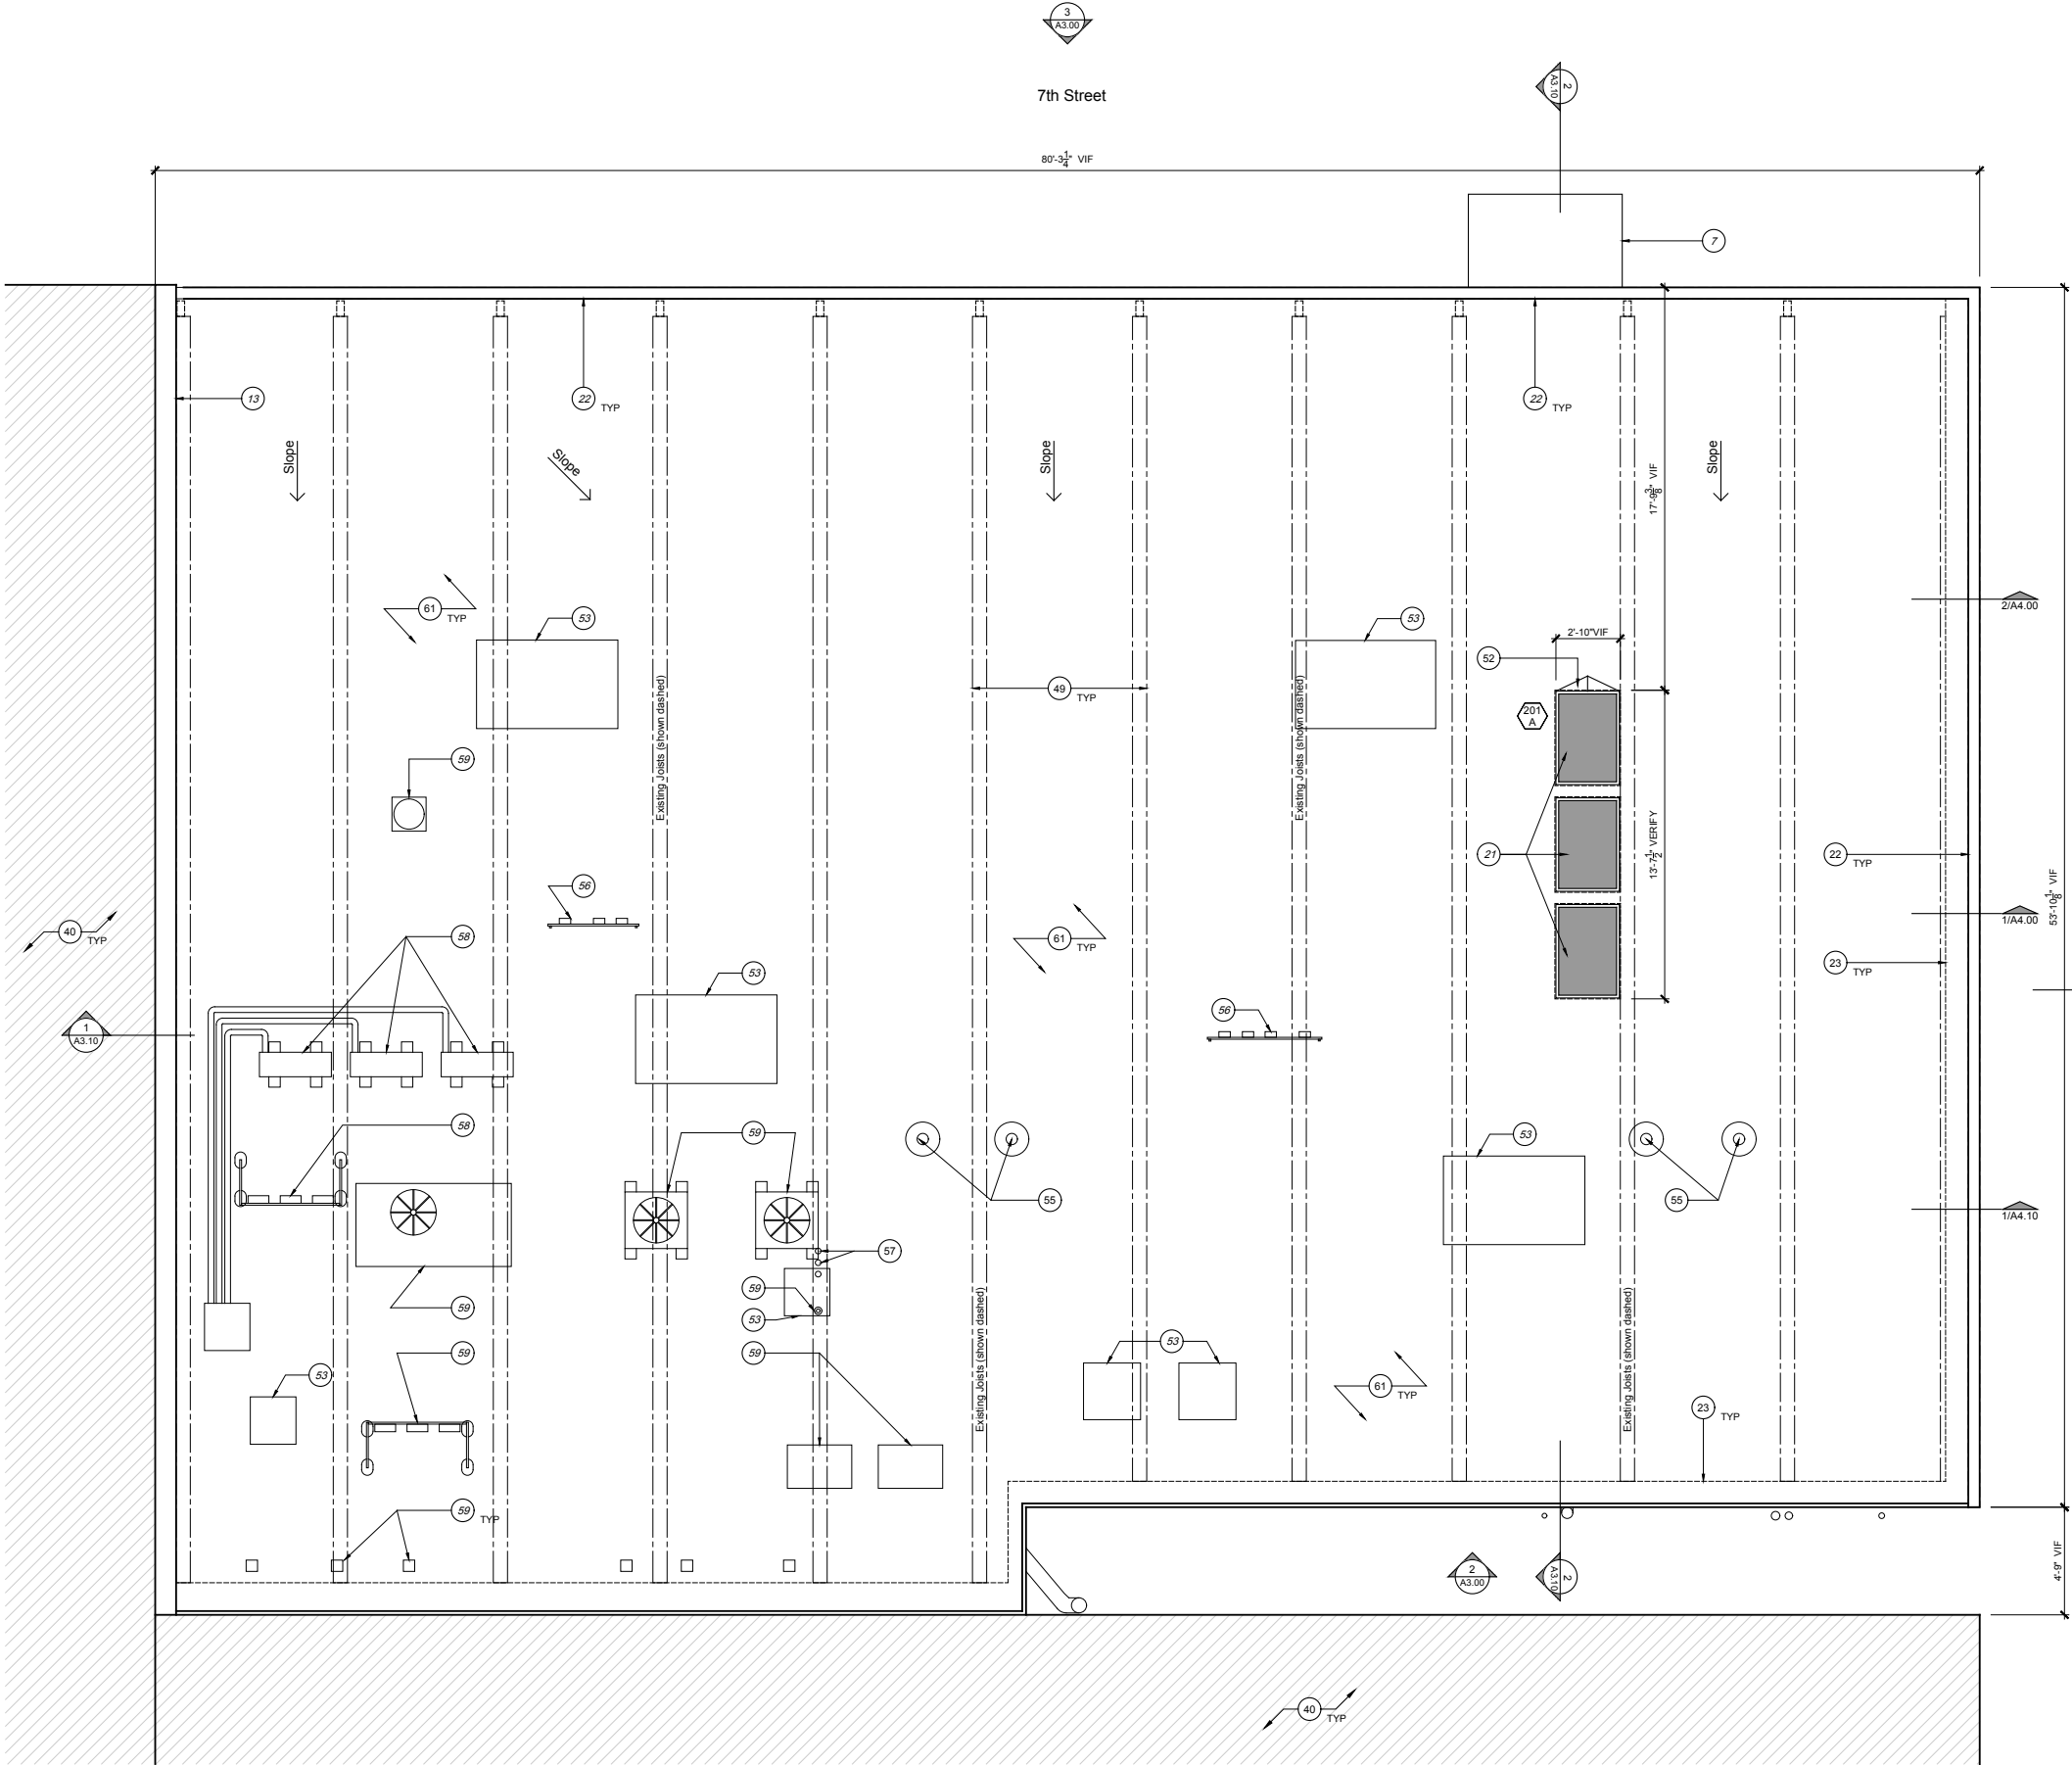 3
A3.00
2
A3.10
7th Street
80'-3 1/4" VIF
7
13
22
TYP
22
TYP
Slope
Slope
Slope
Slope
17'-9 3/8" VIF
61
TYP
53
53
2/A4.00
2'-10"VIF
52
49
TYP
201
A
Existing Joists (shown dashed)
Existing Joists (shown dashed)
59
21
13'-7 1/2" VERIFY
22
TYP
56
53'-10 1/8" VIF
1/A4.00
40
TYP
58
61
TYP
53
23
TYP
56
1
A3.10
58
59
53
55
55
1/A4.10
57
59
59
53
Existing Joists (shown dashed)
Existing Joists (shown dashed)
59
59
53
53
61
TYP
23
TYP
59
TYP
2
A3.00
2
A3.10
4'-9" VIF
40
TYP